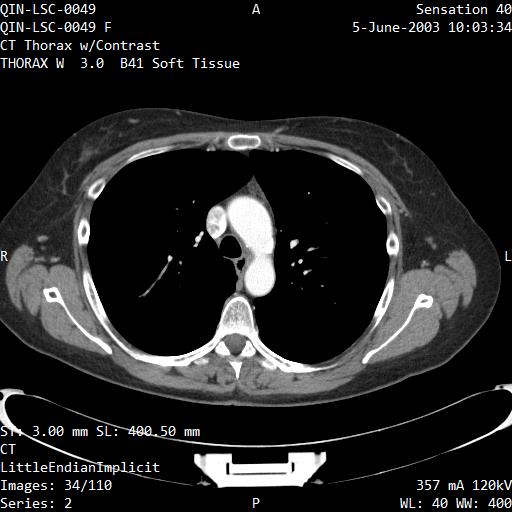 QIN-LSC-0049
A
Sensation 40
QIN-LSC-0049 F
5-June-2003 10:03:34
CT Thorax w/Contrast
THORAX W 3.0 B41 Soft Tissue
R
L
ST: 3.00 mm SL: 400.50 mm
CT
LittleEndianImplicit
Images: 34/110
357 mA 120kV
Series: 2
P
WL: 40 WW: 400